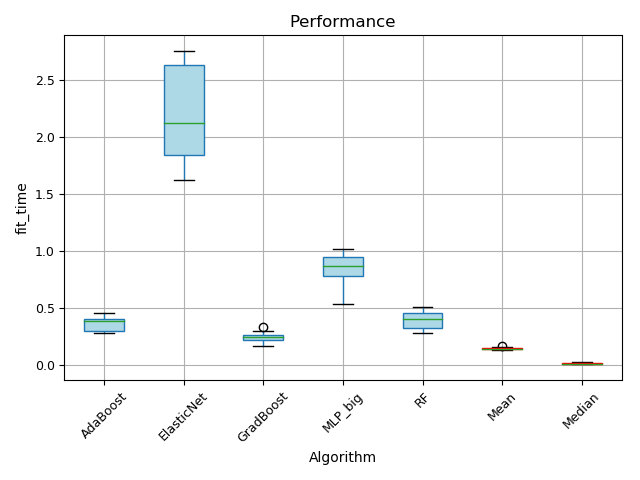 Performance
fit_time
2.5
2.0
1.5
1.0
0.5
0.0
AdaBoost
ElasticNet
GradBoost
MLP_big
RF
Mean
Median
Algorithm